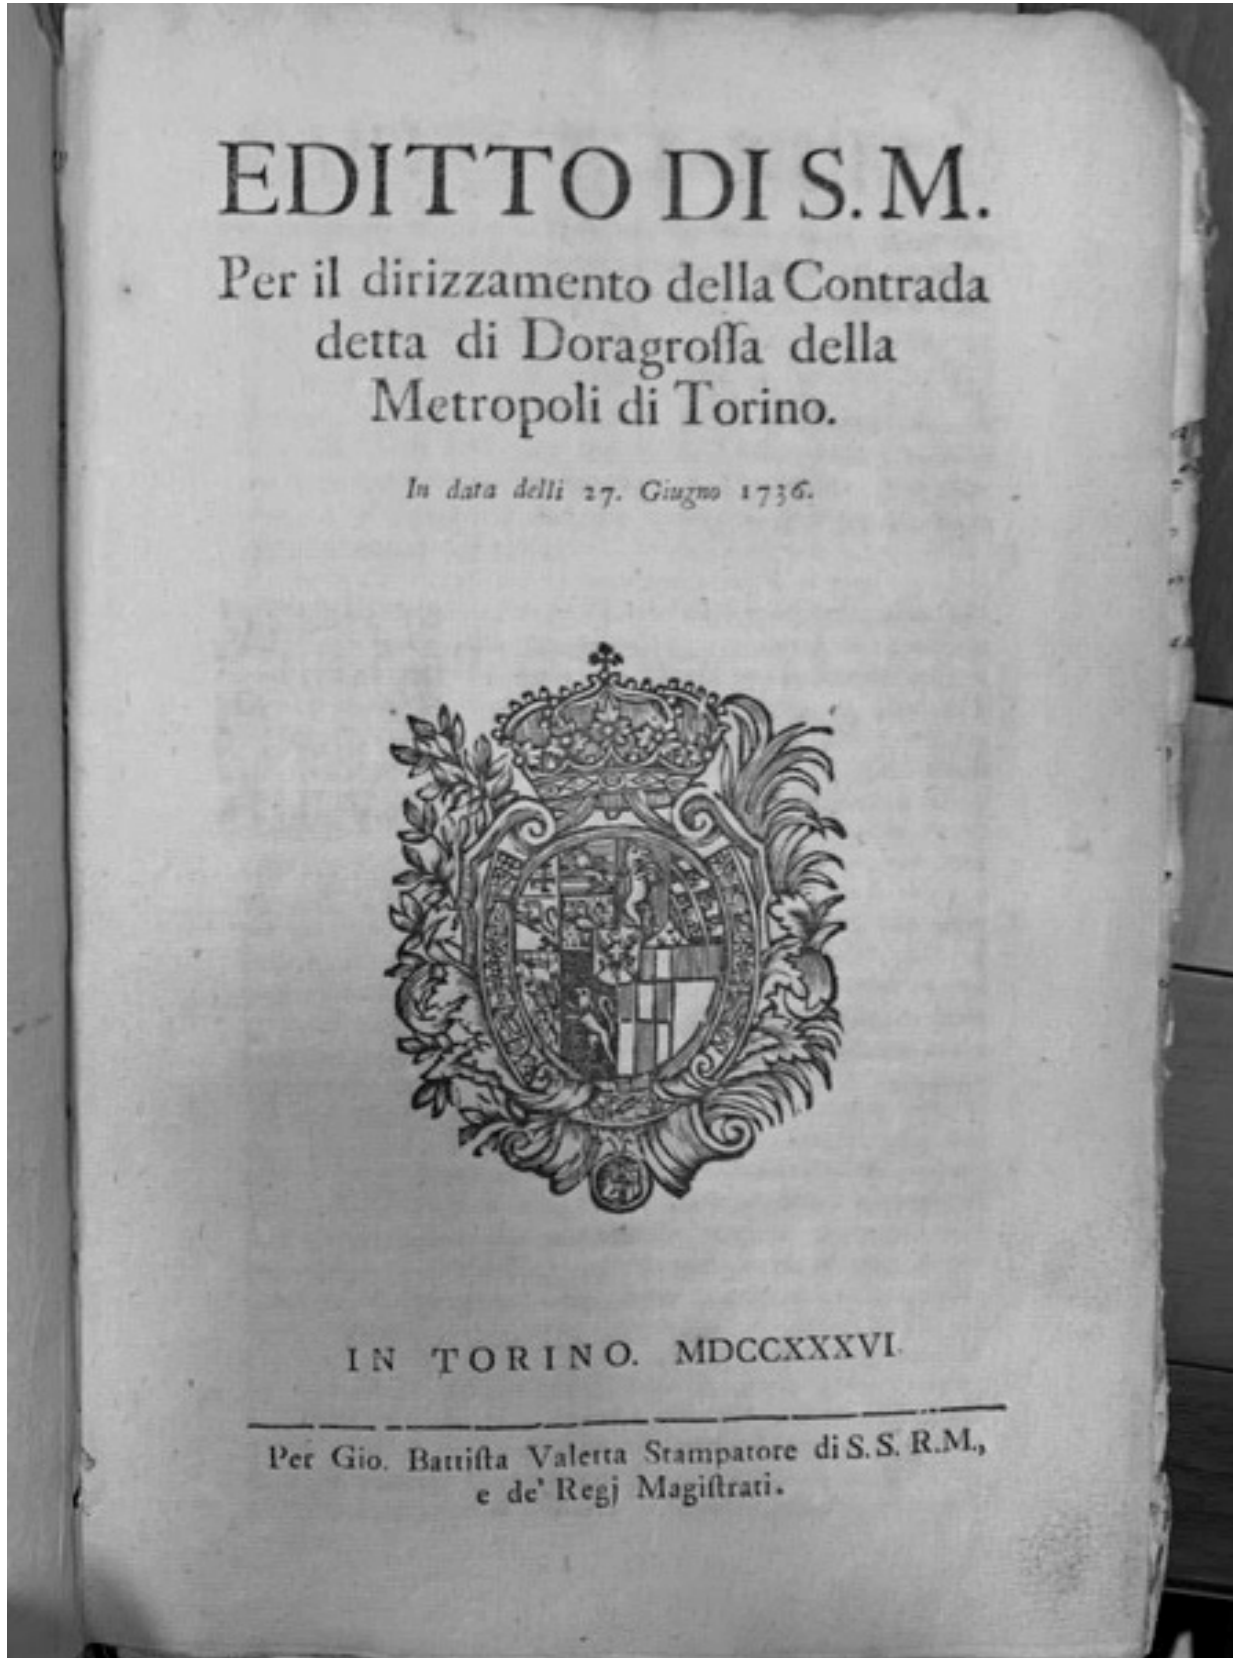 EDITTO DI S. M.
Per il dirizzamento della Contrada
detta di Doragroſſa della
Metropoli di Torino.
In data delli 27. Giugno 1736.
IN TORINO. MDCCXXXVI.
Per Gio. Battiſta Valetta Stampatore di S. S. R. M.,
e de' Regj Magiſtrati.